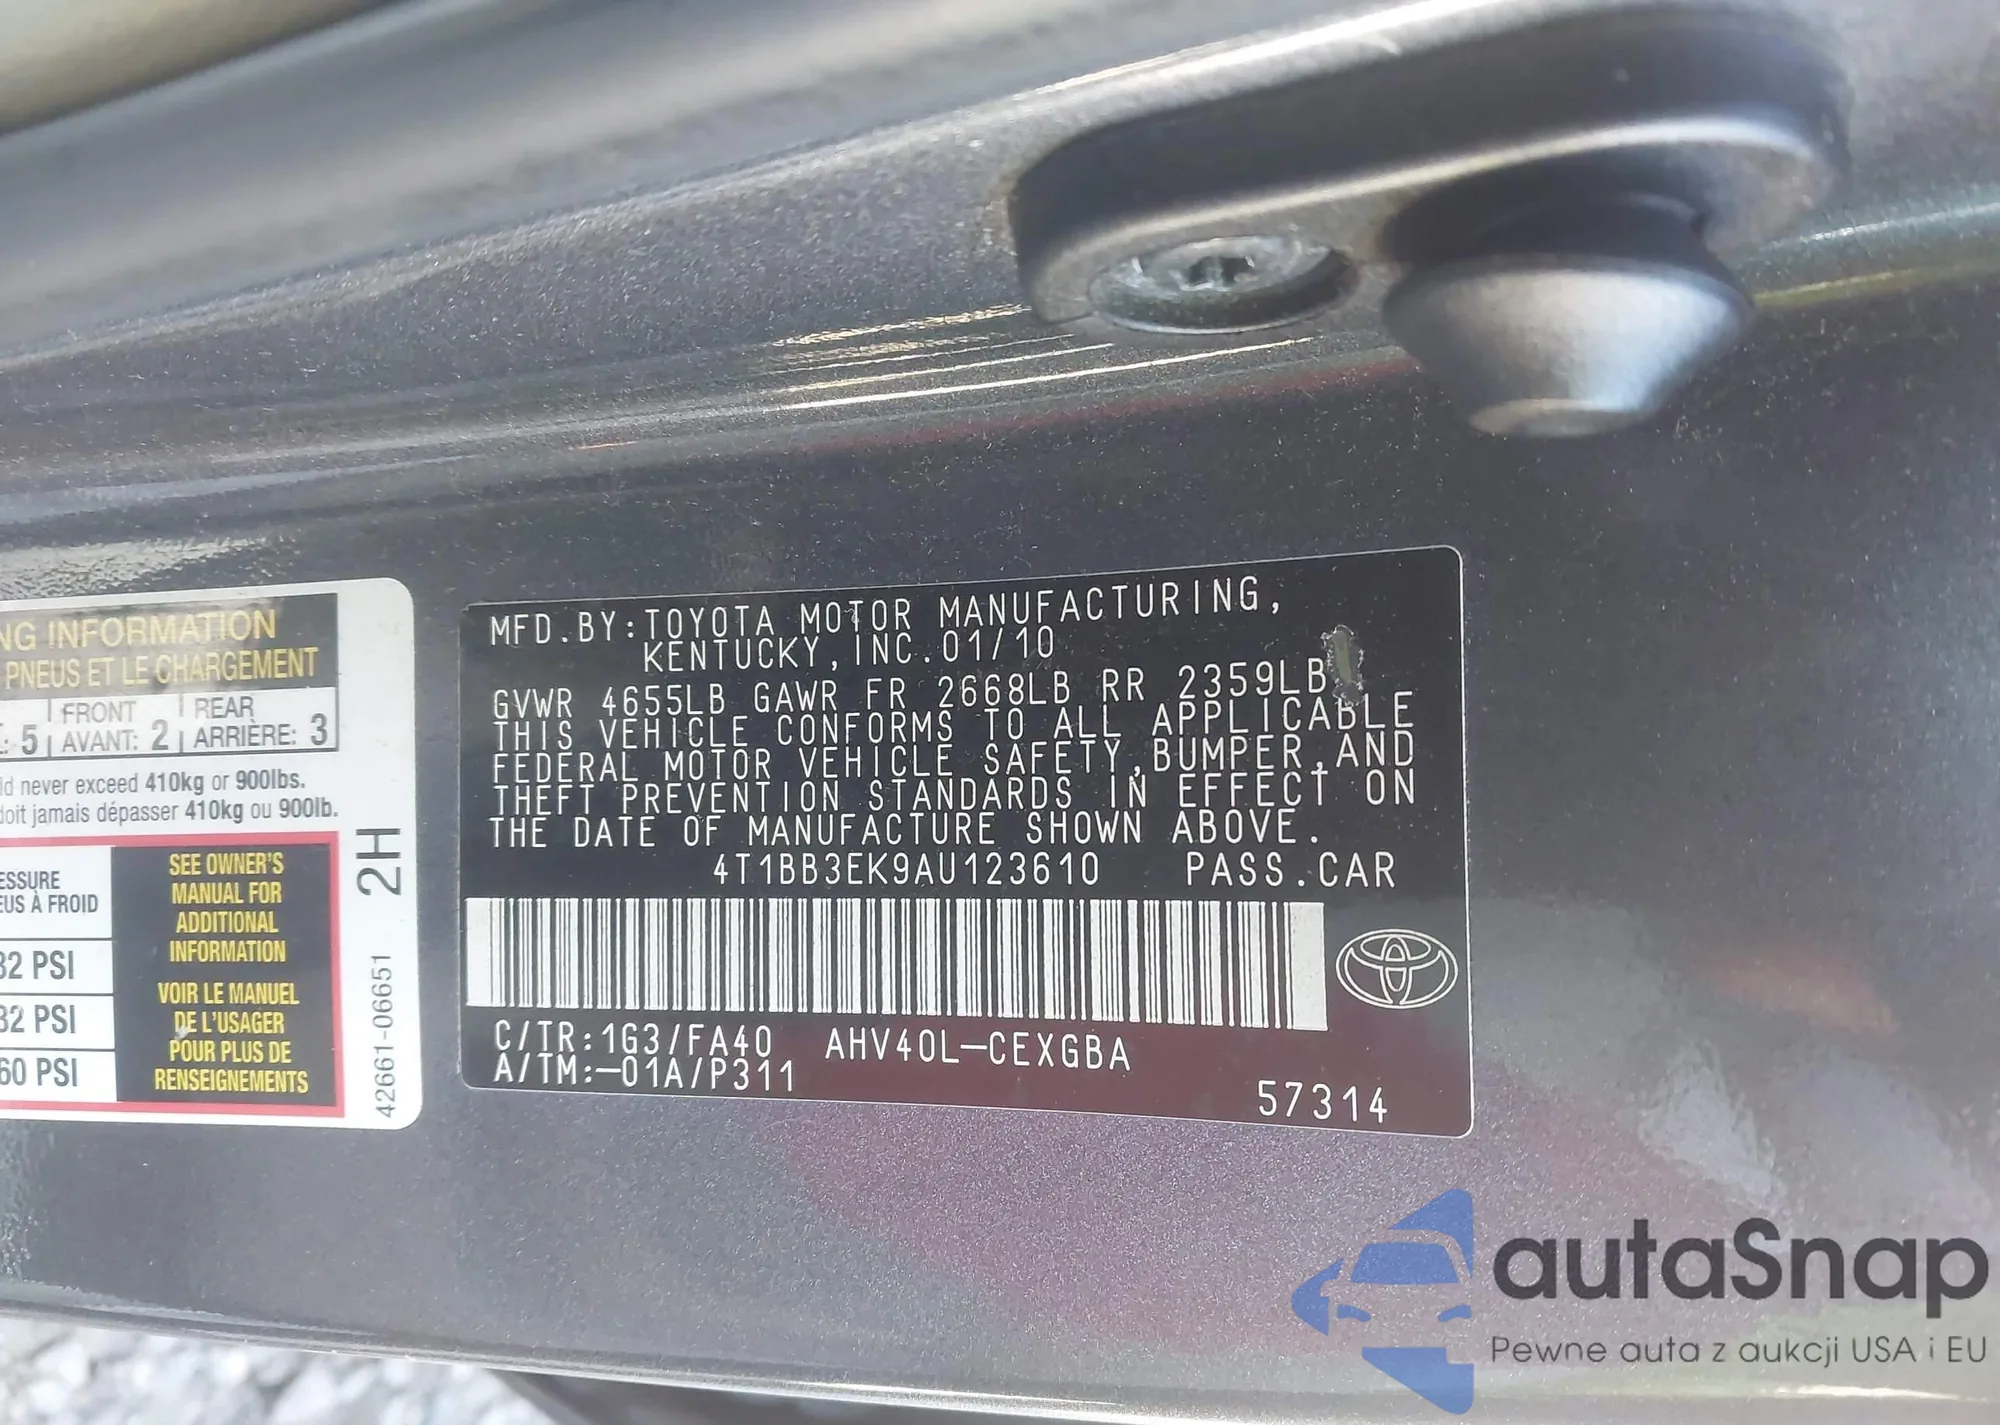 NG INFORMATION
PNEUS ET LE CHARGEMENT
: 5 | FRONT AVANT: 2 | REAR ARRIÈRE: 3
ld never exceed 410kg or 900lbs.
doit jamais dépasser 410kg ou 900lb.
ESSURE
EUS À FROID
32 PSI
32 PSI
60 PSI
SEE OWNER'S
MANUAL FOR
ADDITIONAL
INFORMATION
VOIR LE MANUEL
DE L'USAGER
POUR PLUS DE
RENSEIGNEMENTS
2H
42661-06651
MFD.BY:TOYOTA MOTOR MANUFACTURING,
KENTUCKY,INC.01/10
GVWR 4655LB GAWR FR 2668LB RR 2359LB
THIS VEHICLE CONFORMS TO ALL APPLICABLE
FEDERAL MOTOR VEHICLE SAFETY,BUMPER,AND
THEFT PREVENTION STANDARDS IN EFFECT ON
THE DATE OF MANUFACTURE SHOWN ABOVE.
4T1BB3EK9AU123610 PASS.CAR
C/TR:1G3/FA40 AHV40L-CEXGBA
A/TM:-01A/P311
57314
autaSnap
Pewne auta z aukcji USA i EU